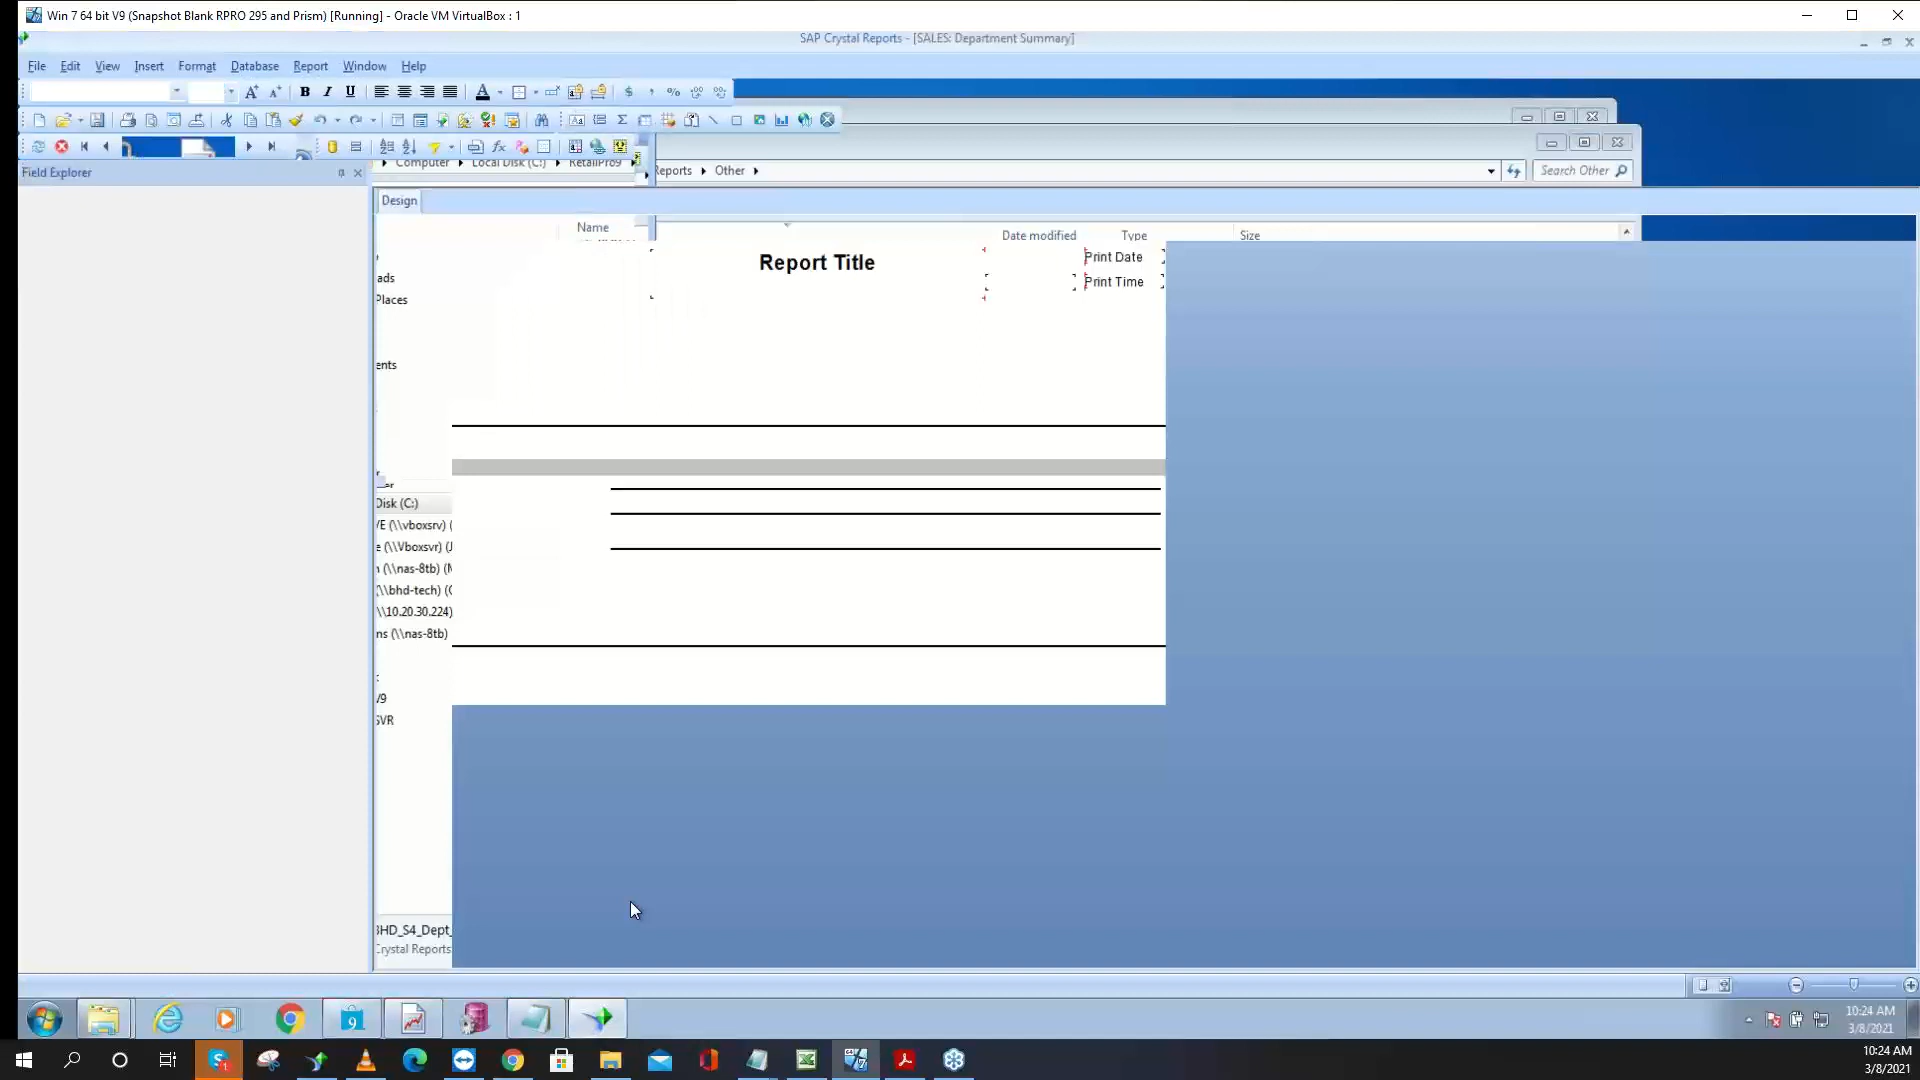 Win 7 64 bit V9 (Snapshot Blank RPRO 295 and Prism) [Running] - Oracle VM VirtualBox : 1
SAP Crystal Reports - [SALES: Department Summary]
File Edit View Insert Format Database Report Window Help
Computer Local Disk (C:) RetailPro9
Reports Other Search Other
Field Explorer
Design
Name
Date modified Type Size
Report Title
Print Date
Print Time
ads
Places
ents
er
Disk (C:)
VE (\\vboxsrv) (
e (\\Vboxsvr) (J
n (\\nas-8tb) (M
(\\bhd-tech) (O
\\10.20.30.224)
ns (\\nas-8tb)
V9
SVR
BHD_S4_Dept_
Crystal Reports
10:24 AM
3/8/2021
10:24 AM
3/8/2021